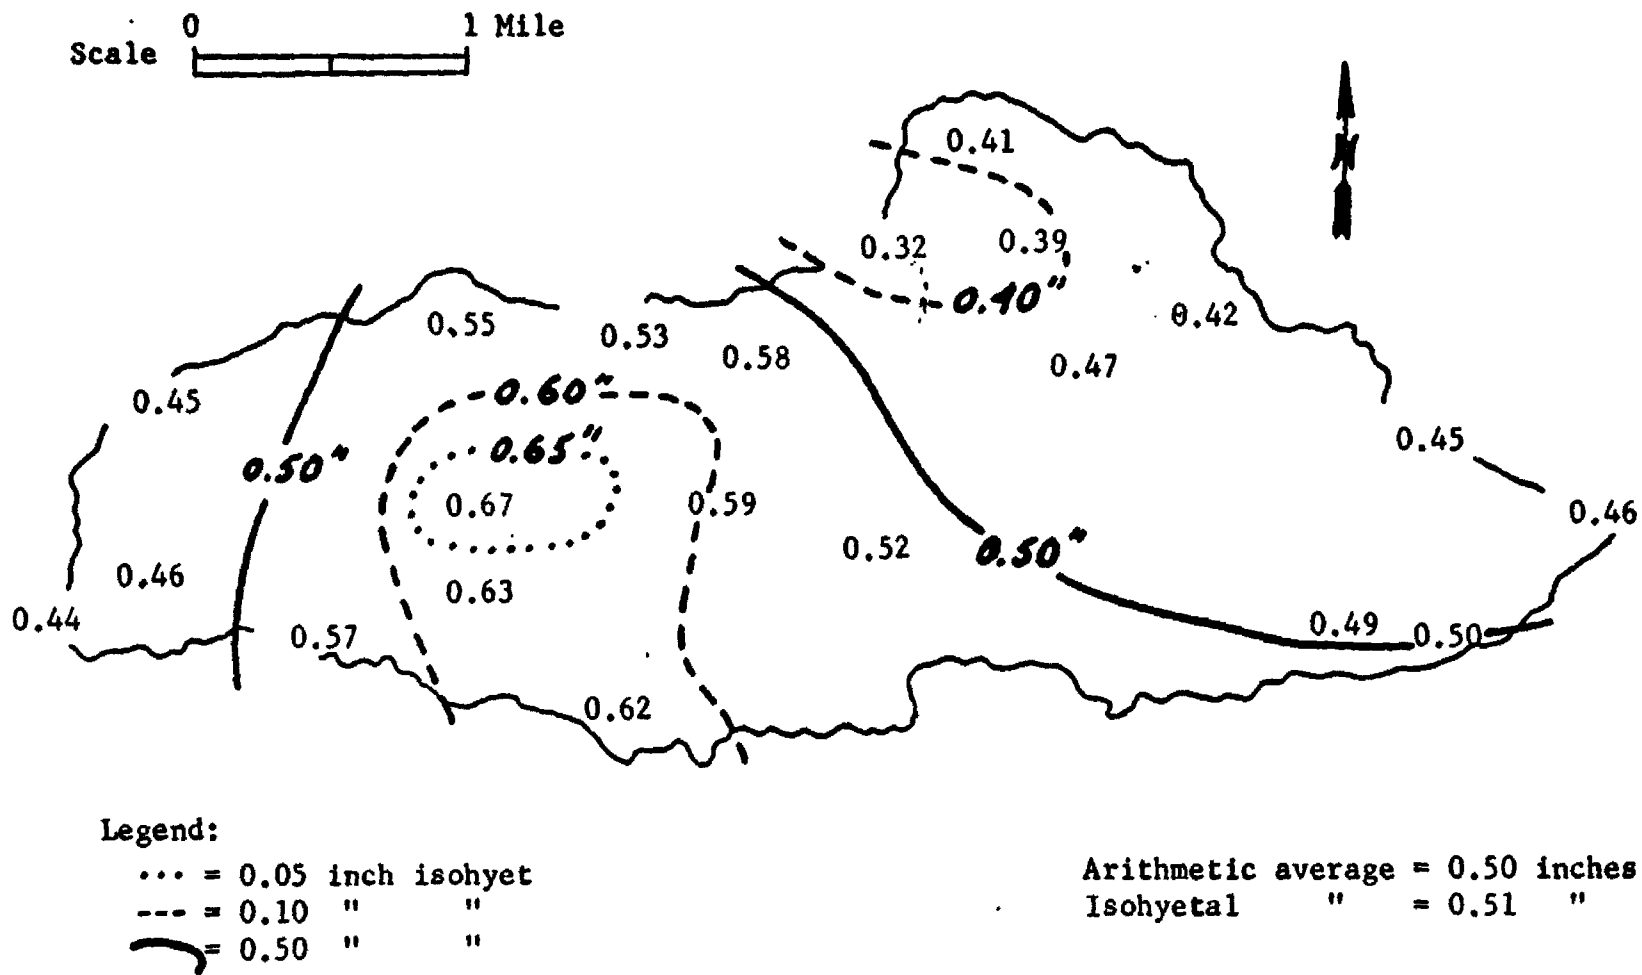 0 1 Mile
Scale
N
0.41
0.32 0.39
0.40"
0.42
0.55
0.53
0.58
0.47
0.45
0.60"
0.65"
0.45
0.50"
0.67
0.59
0.46
0.52
0.50"
0.46
0.63
0.44
0.57
0.49 0.50
0.62
Legend:
... = 0.05 inch isohyet
--- = 0.10 " "
= 0.50 " "
Arithmetic average = 0.50 inches
Isohyetal " = 0.51 "